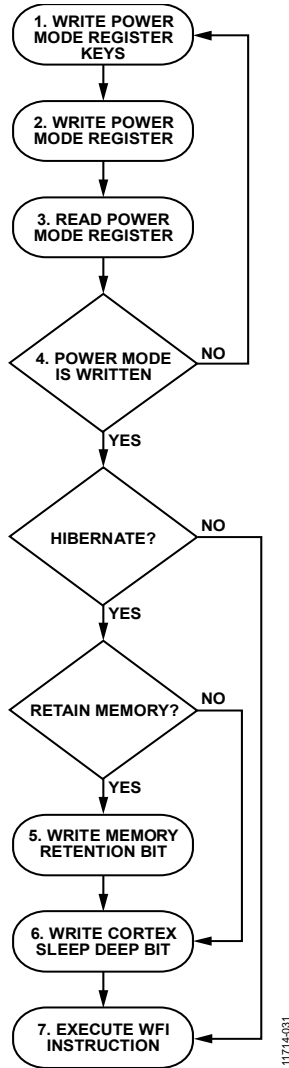 1. WRITE POWER
MODE REGISTER
KEYS
2. WRITE POWER
MODE REGISTER
3. READ POWER
MODE REGISTER
4. POWER MODE
IS WRITTEN
NO
YES
HIBERNATE?
NO
YES
RETAIN MEMORY?
NO
YES
5. WRITE MEMORY
RETENTION BIT
6. WRITE CORTEX
SLEEP DEEP BIT
7. EXECUTE WFI
INSTRUCTION
11714-031